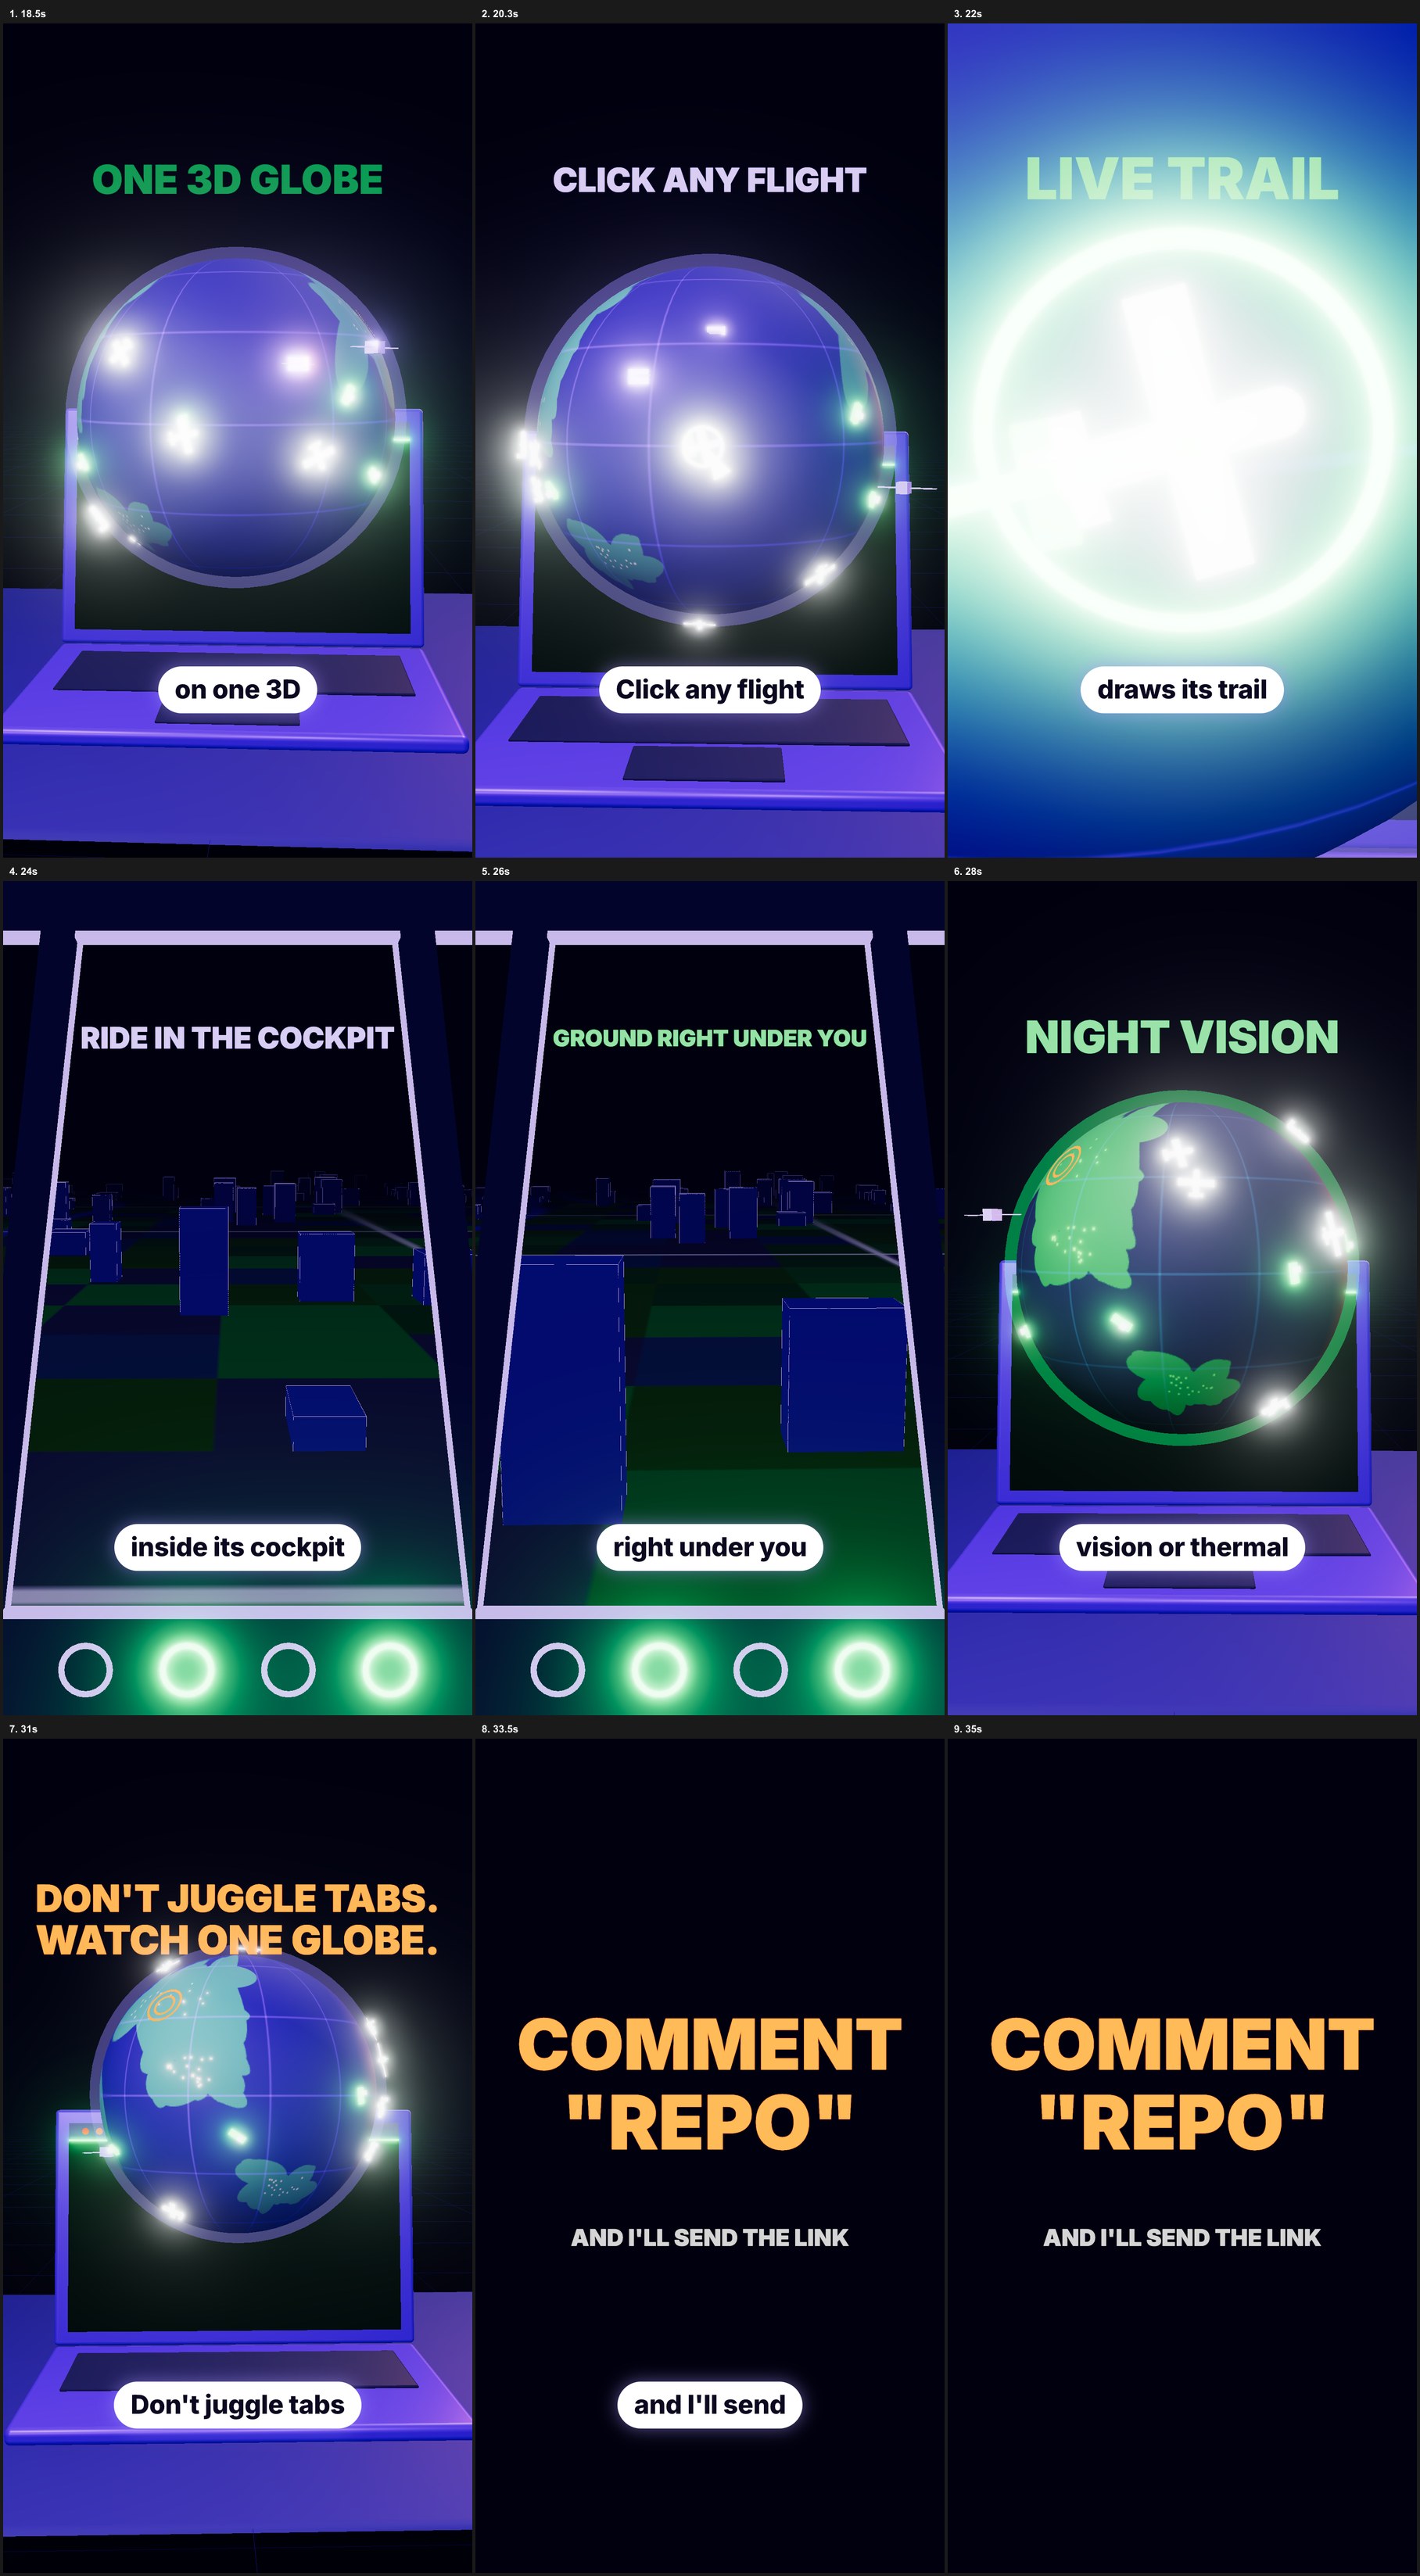 1. 18.5s
ONE 3D GLOBE
on one 3D
2. 20.3s
CLICK ANY FLIGHT
Click any flight
3. 22s
LIVE TRAIL
draws its trail
4. 24s
RIDE IN THE COCKPIT
inside its cockpit
5. 26s
GROUND RIGHT UNDER YOU
right under you
6. 28s
NIGHT VISION
vision or thermal
7. 31s
DON'T JUGGLE TABS.
WATCH ONE GLOBE.
Don't juggle tabs
8. 33.5s
COMMENT
"REPO"
AND I'LL SEND THE LINK
and I'll send
9. 35s
COMMENT
"REPO"
AND I'LL SEND THE LINK